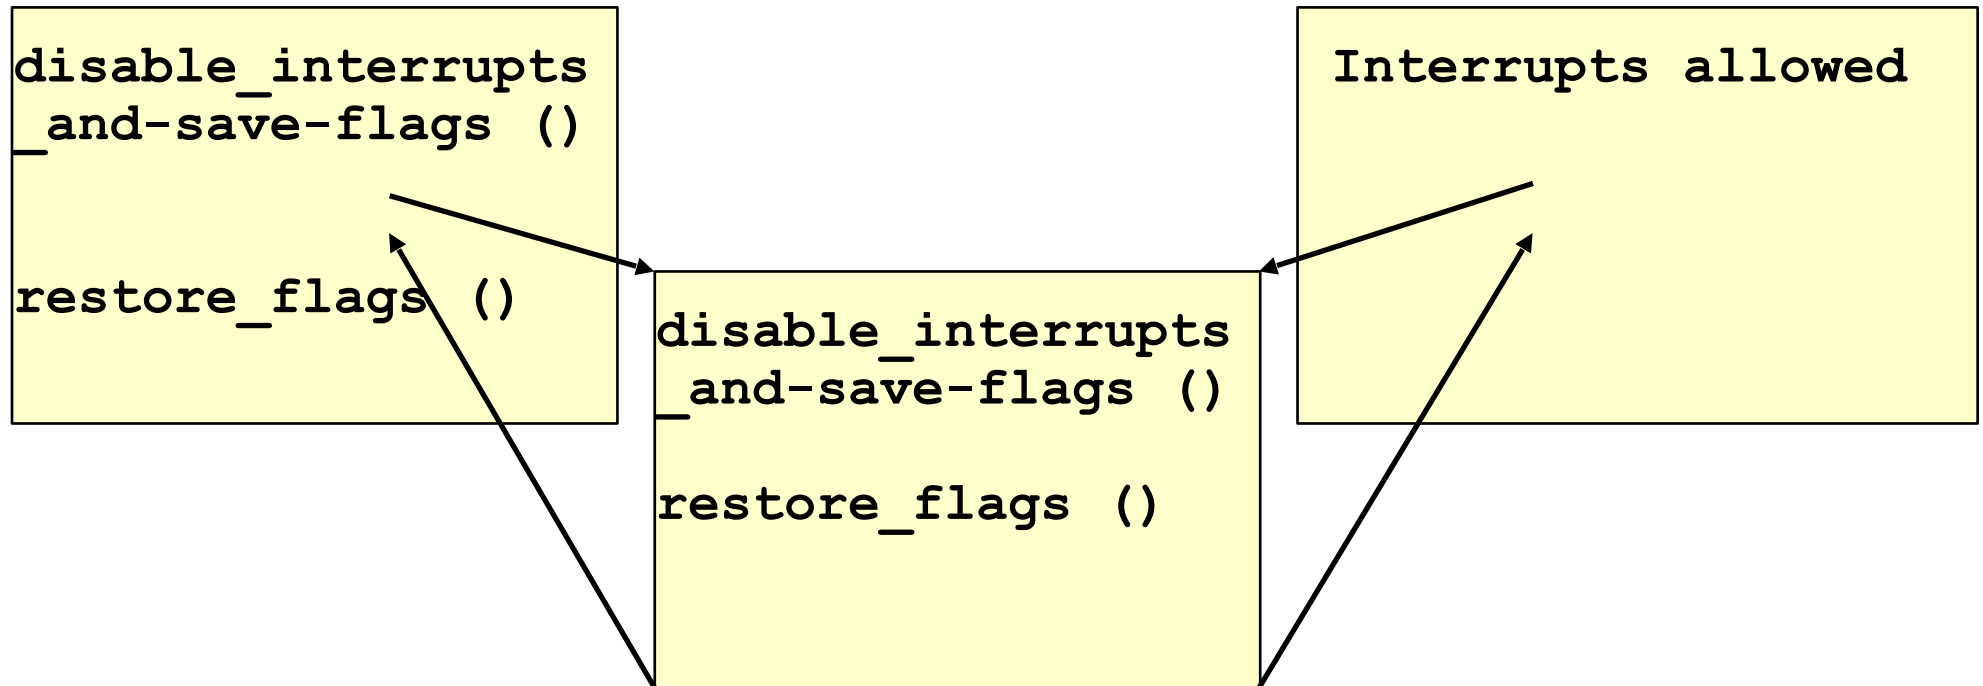 disable_interrupts
_and-save-flags ()
restore_flags ()
Interrupts allowed
disable_interrupts
_and-save-flags ()
restore_flags ()